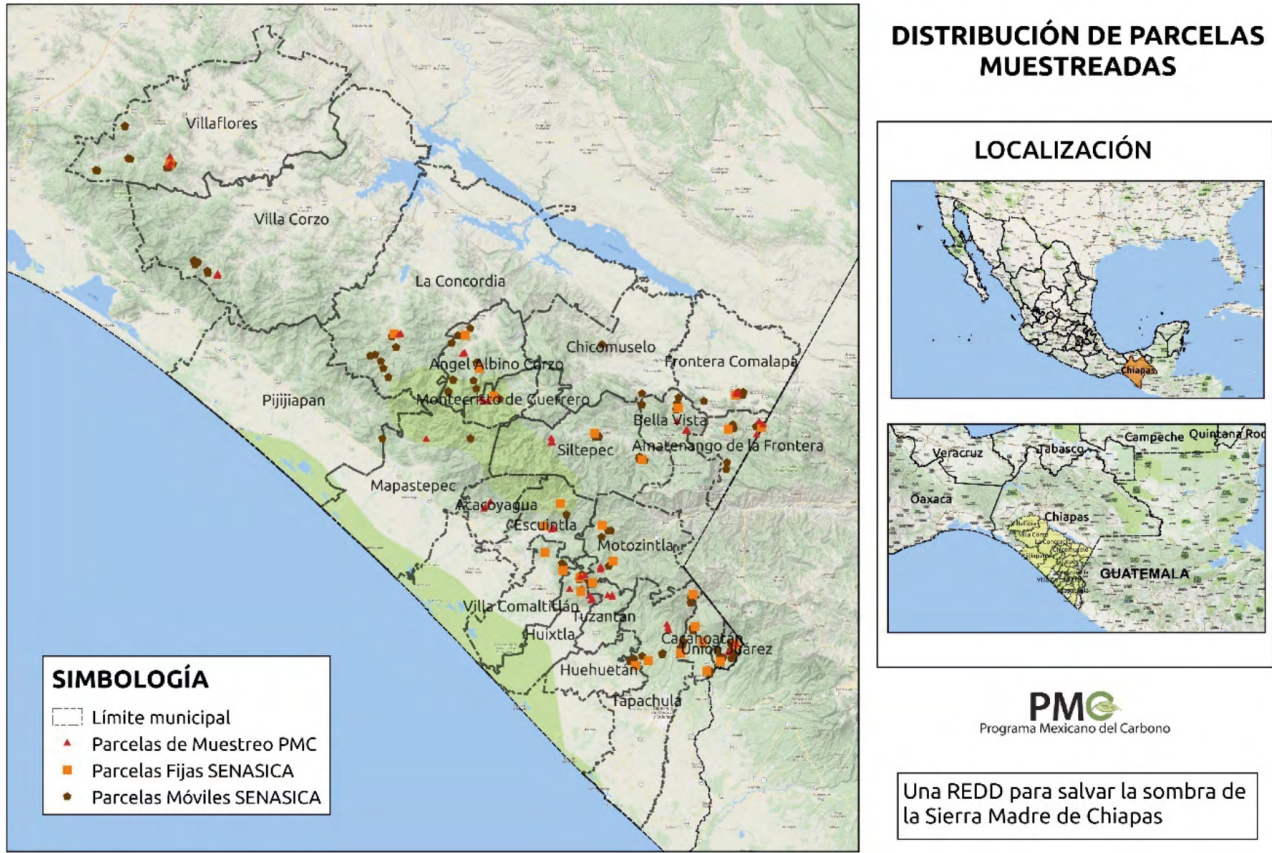 DISTRIBUCIÓN DE PARCELAS
MUESTREADAS
Villaflores
Villa Corzo
La Concordia
Chicomuselo
Frontera Comalapa
Angel Albino Corzo
Montecristo de Guerrero
Pijijiapan
Bella Vista
Siltepec
Amatenango de la Frontera
Mapastepec
Acacoyagua
Escuintla
Motozintla
Villa Comaltitlán
Tuzantan
Huixtla
Cacahoatán
Unión Juárez
Huehuetán
Tapachula
SIMBOLOGÍA
Límite municipal
Parcelas de Muestreo PMC
Parcelas Fijas SENASICA
Parcelas Móviles SENASICA
LOCALIZACIÓN
Chiapas
Campeche
Quintana Roo
Veracruz
Tabasco
Oaxaca
Chiapas
GUATEMALA
PMC
Programa Mexicano del Carbono
Una REDD para salvar la sombra de
la Sierra Madre de Chiapas